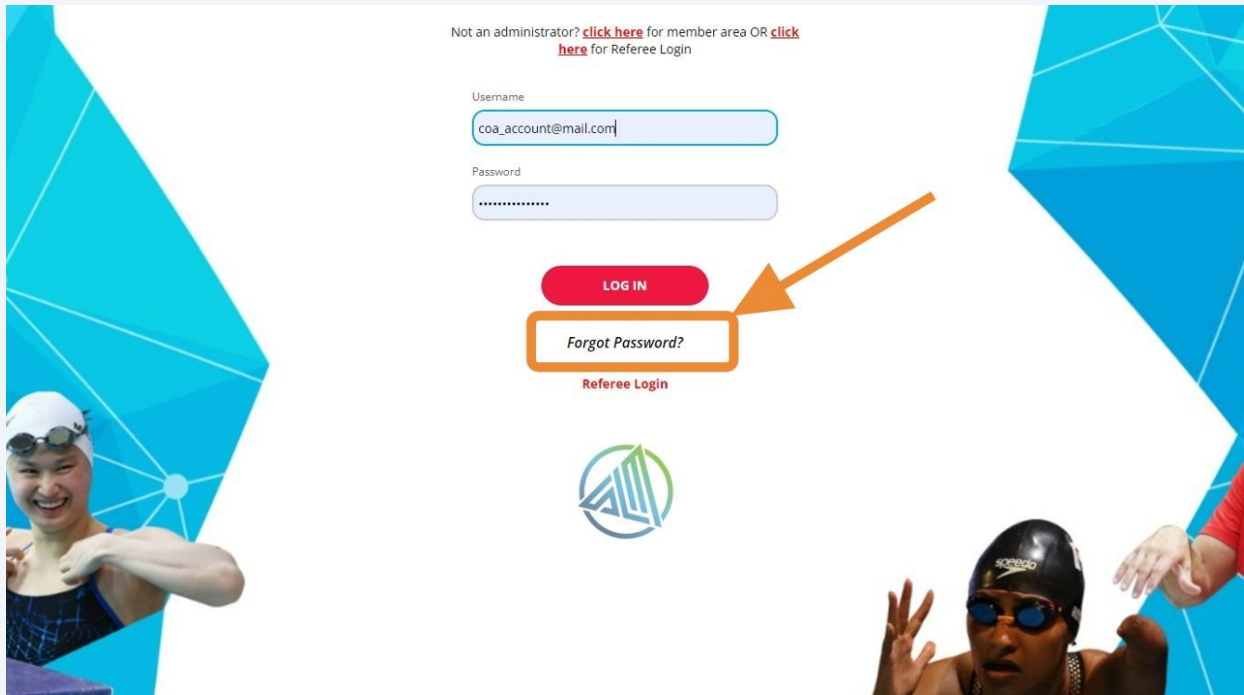 Not an administrator? click here for member area OR click
here for Referee Login
Username
coa_account@mail.com
Password
•••••••••••••••
LOG IN
Forgot Password?
Referee Login
speedo